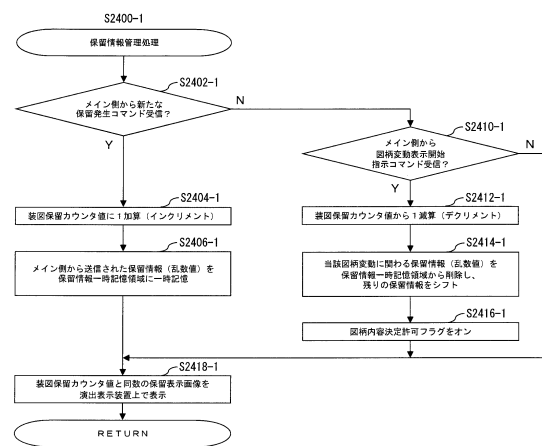 S2400-1
保留情報管理処理
S2402-1
メイン側から新たな
保留発生コマンド受信？
N
Y
S2410-1
メイン側から
図柄変動表示開始
指示コマンド受信？
N
Y
S2404-1
装図保留カウンタ値に1加算（インクリメント）
S2406-1
メイン側から送信された保留情報（乱数値）を
保留情報一時記憶領域に一時記憶
S2412-1
装図保留カウンタ値から1減算（デクリメント）
S2414-1
当該図柄変動に関わる保留情報（乱数値）を
保留情報一時記憶領域から削除し、
残りの保留情報をシフト
S2416-1
図柄内容決定許可フラグをオン
S2418-1
装図保留カウンタ値と同数の保留表示画像を
演出表示装置上で表示
RETURN